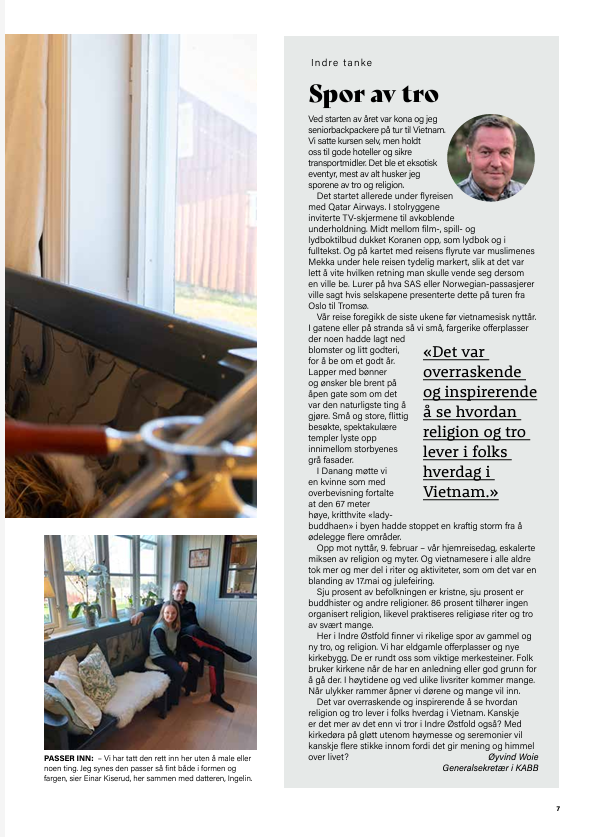 Indre tanke
Spor av tro
Ved starten av året var kona og jeg
seniorbackpackere på tur til Vietnam.
Vi satte kursen selv, men holdt
oss til gode hoteller og sikre
transportmidler. Det ble et eksotisk
eventyr, mest av alt husker jeg
sporene av tro og religion.
Det startet allerede under flyreisen
med Qatar Airways. I stolryggene
inviterte TV-skjermene til avkoblende
underholdning. Midt mellom film-, spill- og
lydboktilbud dukket Koranen opp, som lydbok og i
fulltekst. Og på kartet med reisens flyrute var muslimenes
Mekka under hele reisen tydelig markert, slik at det var
lett å vite hvilken retning man skulle vende seg dersom
en ville be. Lurer på hva SAS eller Norwegian-passasjerer
ville sagt hvis selskapene presenterte dette på turen fra
Oslo til Tromsø.
Vår reise foregikk de siste ukene før vietnamesisk nyttår.
I gatene eller på stranda så vi små, fargerike offerplasser
der noen hadde lagt ned
blomster og litt godteri,
for å be om et godt år.
Lapper med bønner
og ønsker ble brent på
åpen gate som om det
var den naturligste ting å
gjøre. Små og store, flittig
besøkte, spektakulære
templer lyste opp
innimellom storbyenes
grå fasader.
I Danang møtte vi
en kvinne som med
overbevisning fortalte
at den 67 meter
høye, kritthvite «lady-
buddhaen» i byen hadde stoppet en kraftig storm fra å
ødelegge flere områder.
«Det var
overraskende
og inspirerende
å se hvordan
religion og tro
lever i folks
hverdag i
Vietnam.»
Opp mot nyttår, 9. februar – vår hjemreisedag, eskalerte
miksen av religion og myter. Og vietnamesere i alle aldre
tok mer og mer del i riter og aktiviteter, som om det var en
blanding av 17.mai og julefeiring.
Sju prosent av befolkningen er kristne, sju prosent er
buddhister og andre religioner. 86 prosent tilhører ingen
organisert religion, likevel praktiseres religiøse riter og tro
av svært mange.
Her i Indre Østfold finner vi rikelige spor av gammel og
ny tro, og religion. Vi har eldgamle offerplasser og nye
kirkebygg. De er rundt oss som viktige merkesteiner. Folk
bruker kirkene når de har en anledning eller god grunn for
å gå der. I høytidene og ved ulike livsriter kommer mange.
Når ulykker rammer åpner vi dørene og mange vil inn.
Det var overraskende og inspirerende å se hvordan
religion og tro lever i folks hverdag i Vietnam. Kanskje
er det mer av det enn vi tror i Indre Østfold også? Med
kirkedøra på gløtt utenom høymesse og seremonier vil
kanskje flere stikke innom fordi det gir mening og himmel
over livet?
Øyvind Woie
Generalsekretær i KABB
PASSER INN: – Vi har tatt den rett inn her uten å male eller
noen ting. Jeg synes den passer så fint både i formen og
fargen, sier Einar Kiserud, her sammen med datteren, Ingelin.
7